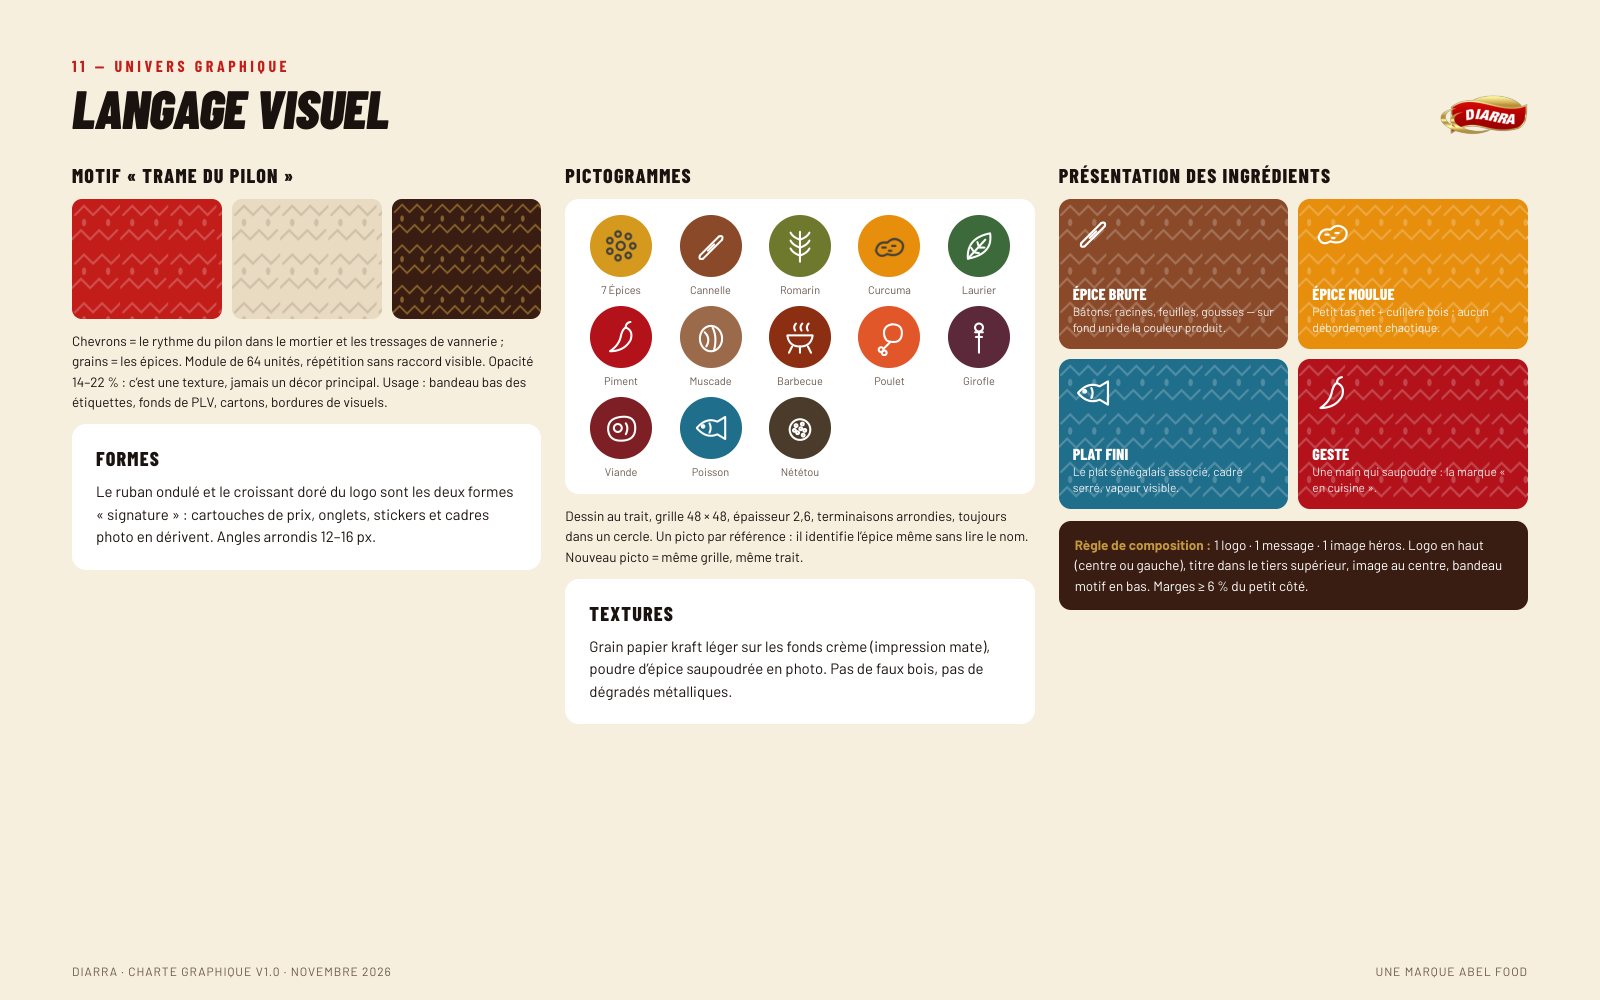 11 — UNIVERS GRAPHIQUE
LANGAGE VISUEL
DIARRA
MOTIF « TRAME DU PILON »
Chevrons = le rythme du pilon dans le mortier et les tressages de vannerie ;
grains = les épices. Module de 64 unités, répétition sans raccord visible. Opacité
14–22 % : c'est une texture, jamais un décor principal. Usage : bandeau bas des
étiquettes, fonds de PLV, cartons, bordures de visuels.
FORMES
Le ruban ondulé et le croissant doré du logo sont les deux formes
« signature » : cartouches de prix, onglets, stickers et cadres
photo en dérivent. Angles arrondis 12–16 px.
PICTOGRAMMES
7 Épices
Cannelle
Romarin
Curcuma
Laurier
Piment
Muscade
Barbecue
Poulet
Girofle
Viande
Poisson
Nététou
Dessin au trait, grille 48 × 48, épaisseur 2,6, terminaisons arrondies, toujours
dans un cercle. Un picto par référence : il identifie l'épice même sans lire le nom.
Nouveau picto = même grille, même trait.
TEXTURES
Grain papier kraft léger sur les fonds crème (impression mate),
poudre d'épice saupoudrée en photo. Pas de faux bois, pas de
dégradés métalliques.
PRÉSENTATION DES INGRÉDIENTS
ÉPICE BRUTE
Bâtons, racines, feuilles, gousses — sur
fond uni de la couleur produit.
ÉPICE MOULUE
Petit tas net + cuillère bois ; aucun
débordement chaotique.
PLAT FINI
Le plat sénégalais associé, cadré
serré, vapeur visible.
GESTE
Une main qui saupoudre : la marque «
en cuisine ».
Règle de composition : 1 logo · 1 message · 1 image héros. Logo en haut
(centre ou gauche), titre dans le tiers supérieur, image au centre, bandeau
motif en bas. Marges ≥ 6 % du petit côté.
DIARRA · CHARTE GRAPHIQUE V1.0 · NOVEMBRE 2026
UNE MARQUE ABEL FOOD